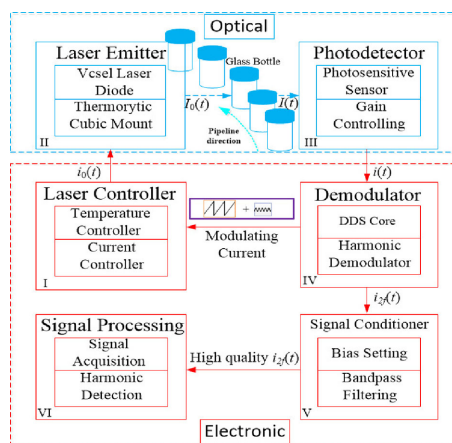 Optical
Laser Emitter
Vcsel Laser
Diode
Thermorytic
Cubic Mount
II
I₀(t)
Glass Bottle
I(t)
Pipeline
direction
Photodetector
Photosensitive
Sensor
Gain
Controlling
III
i₀(t)
i(t)
Laser Controller
Temperature
Controller
Current
Controller
I
+
Modulating
Current
Demodulator
DDS Core
Harmonic
Demodulator
IV
i₂f(t)
Signal Processing
Signal
Acquisition
Harmonic
Detection
VI
High quality i₂f(t)
Signal Conditioner
Bias Setting
Bandpass
Filtering
V
Electronic